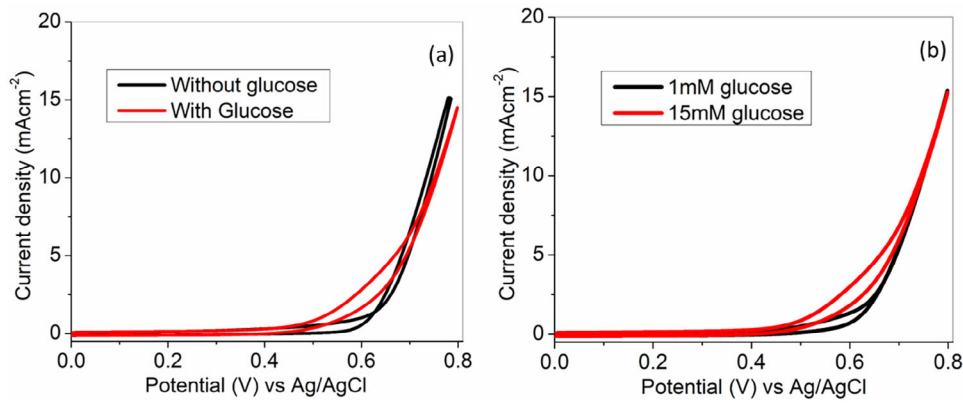 (a)
Without glucose
With Glucose
Current density (mAcm⁻²)
20
15
10
5
0
0.0 0.2 0.4 0.6 0.8
Potential (V) vs Ag/AgCl
(b)
1mM glucose
15mM glucose
Current density (mAcm⁻²)
20
15
10
5
0
0.0 0.2 0.4 0.6 0.8
Potential (V) vs Ag/AgCl